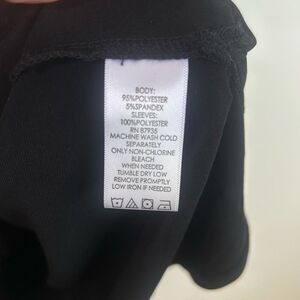 BODY:
95%POLYESTER
5%SPANDEX
SLEEVES:
100%POLYESTER
RN 87936
MACHINE WASH COLD
SEPARATELY
ONLY NON-CHLORINE
BLEACH
WHEN NEEDED
TUMBLE DRY LOW
REMOVE PROMPTLY
LOW IRON IF NEEDED